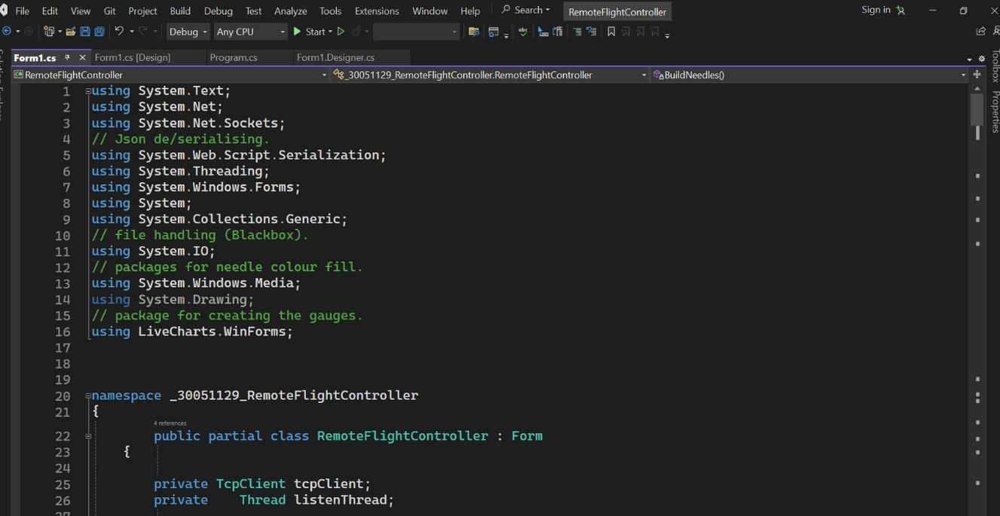 File Edit View Git Project Build Debug Test Analyze Tools Extensions Window Help Search RemoteFlightController Sign in
Debug Any CPU Start abc
Form1.cs Form1.cs [Design] Program.cs Form1.Designer.cs
RemoteFlightController _30051129_RemoteFlightController.RemoteFlightController BuildNeedles()
Toolbox
Properties
1 using System.Text;
2 using System.Net;
3 using System.Net.Sockets;
4 // Json de/serialising.
5 using System.Web.Script.Serialization;
6 using System.Threading;
7 using System.Windows.Forms;
8 using System;
9 using System.Collections.Generic;
10 // file handling (Blackbox).
11 using System.IO;
12 // packages for needle colour fill.
13 using System.Windows.Media;
14 using System.Drawing;
15 // package for creating the gauges.
16 using LiveCharts.WinForms;
17
18
19
20 namespace _30051129_RemoteFlightController
21 {
4 references
22 public partial class RemoteFlightController : Form
23 {
24
25 private TcpClient tcpClient;
26 private Thread listenThread;
27